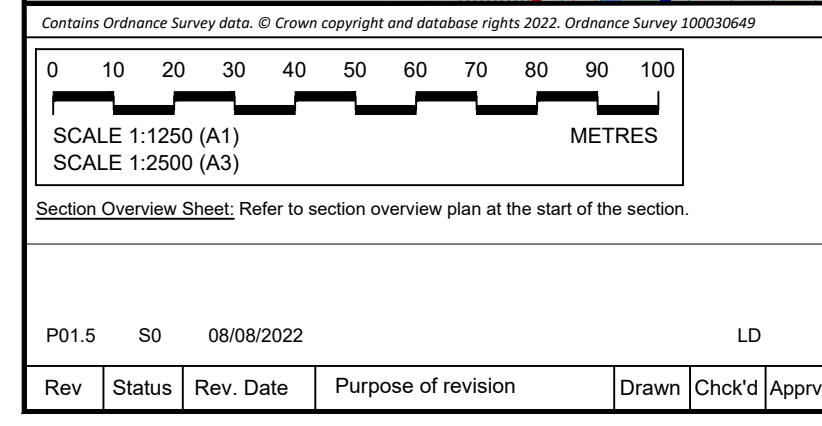 Contains Ordnance Survey data. © Crown copyright and database rights 2022. Ordnance Survey 100030649
0 10 20 30 40 50 60 70 80 90 100
SCALE 1:1250 (A1) METRES
SCALE 1:2500 (A3)
Section Overview Sheet: Refer to section overview plan at the start of the section.
P01.5 S0 08/08/2022 LD
Rev Status Rev. Date Purpose of revision Drawn Chck'd Apprv